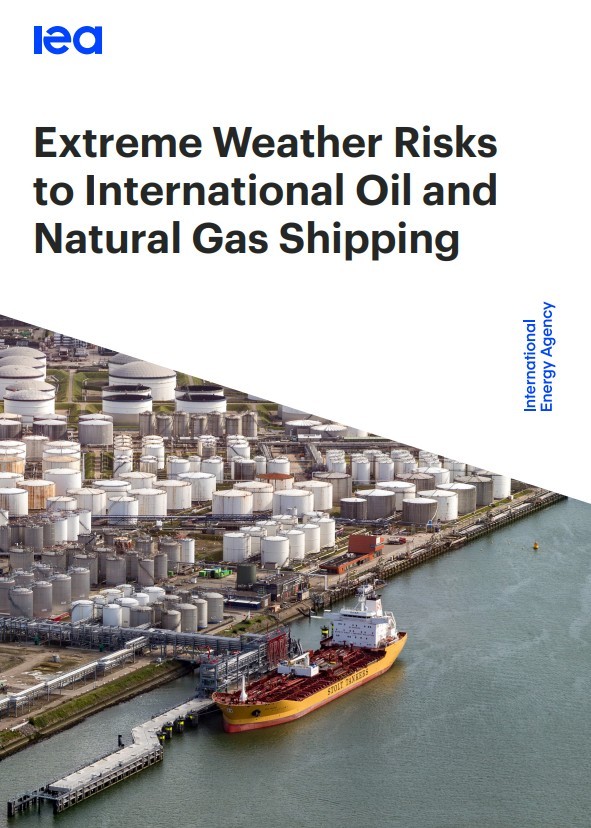 iea
Extreme Weather Risks
to International Oil and
Natural Gas Shipping
International
Energy Agency
STOLT TANKERS